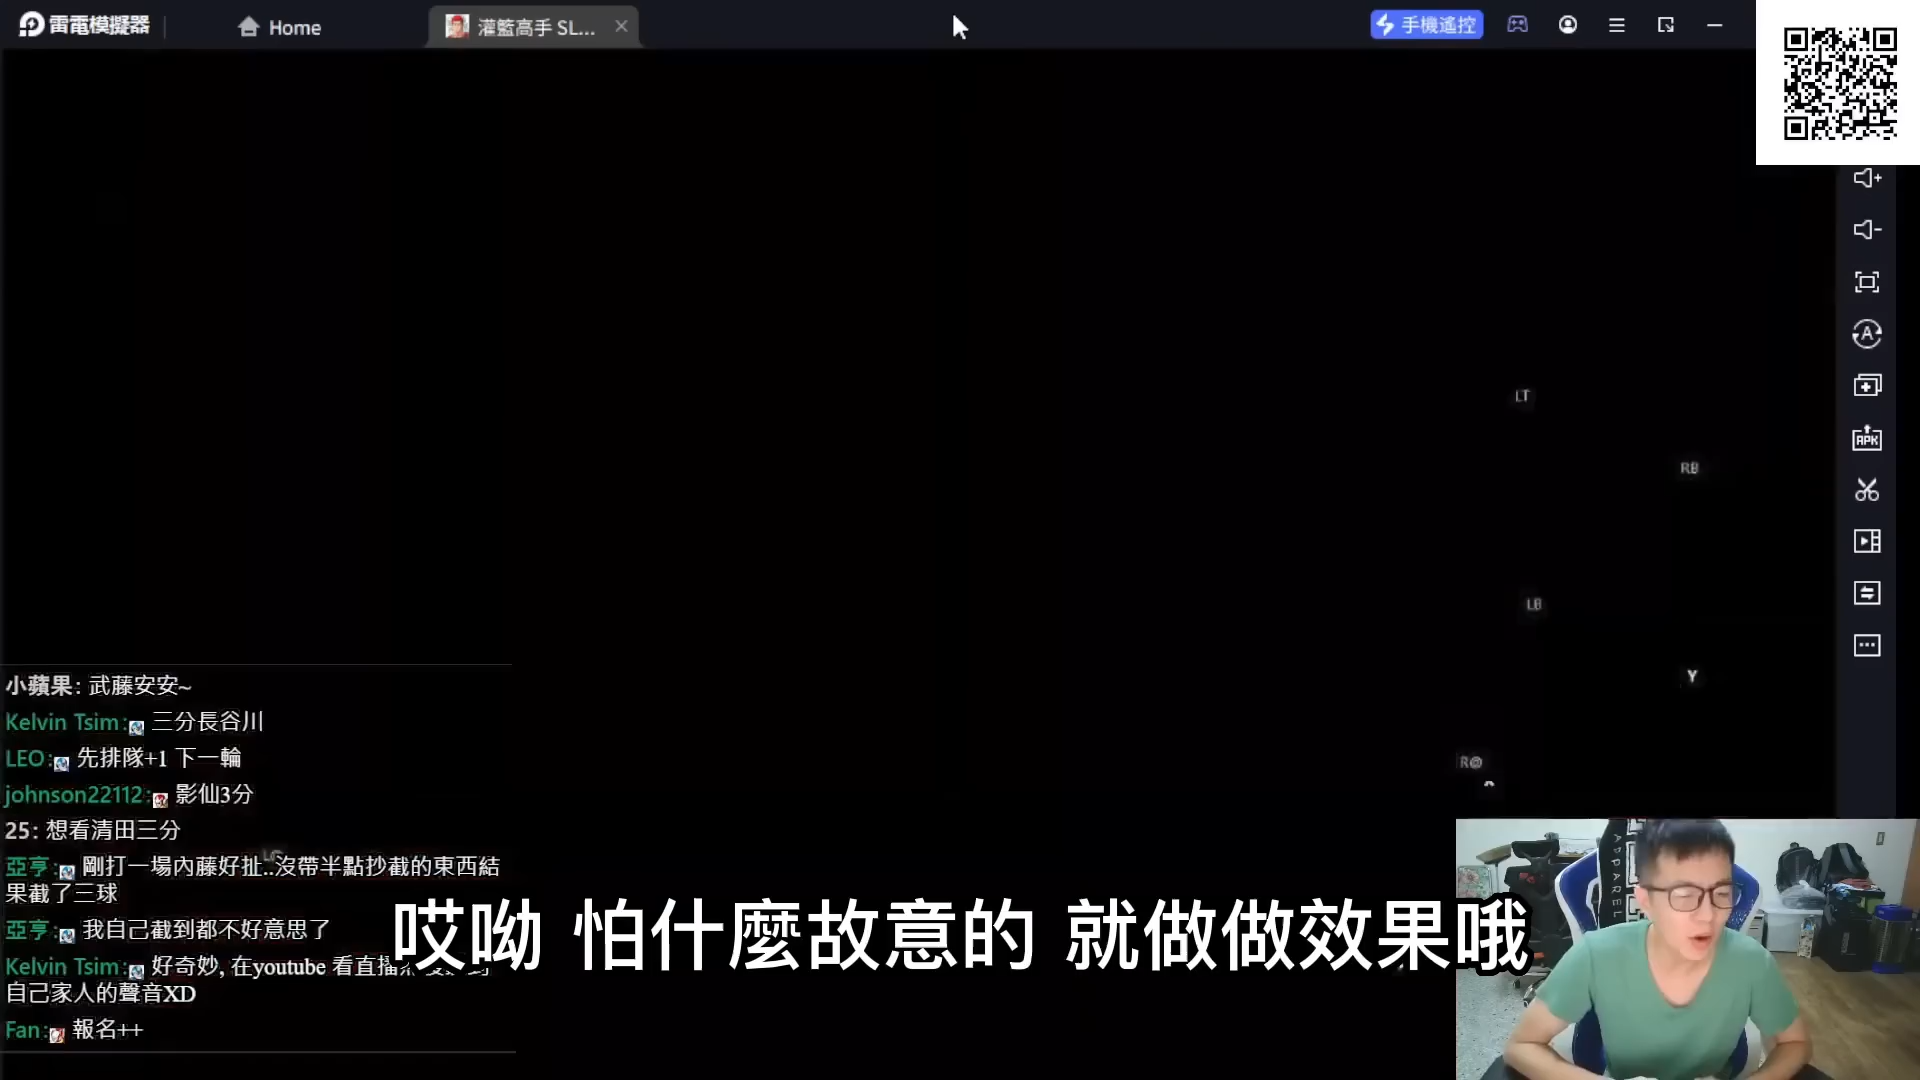 雷電模擬器
Home
灌籃高手 SL...
手機遙控
APK
LT
RB
LB
Y
小蘋果: 武藤安安~
Kelvin Tsim: 三分長谷川
LEO: 先排隊+1 下一輪
johnson22112: 影仙3分
25: 想看清田三分
亞亨: 剛打一場內藤好扯..沒帶半點抄截的東西結
果截了三球
亞亨: 我自己截到都不好意思了
Kelvin Tsim: 好奇妙, 在youtube 看直播
自己家人的聲音XD
Fan: 報名++
哎呦 怕什麼故意的 就做做效果哦
APPAREL